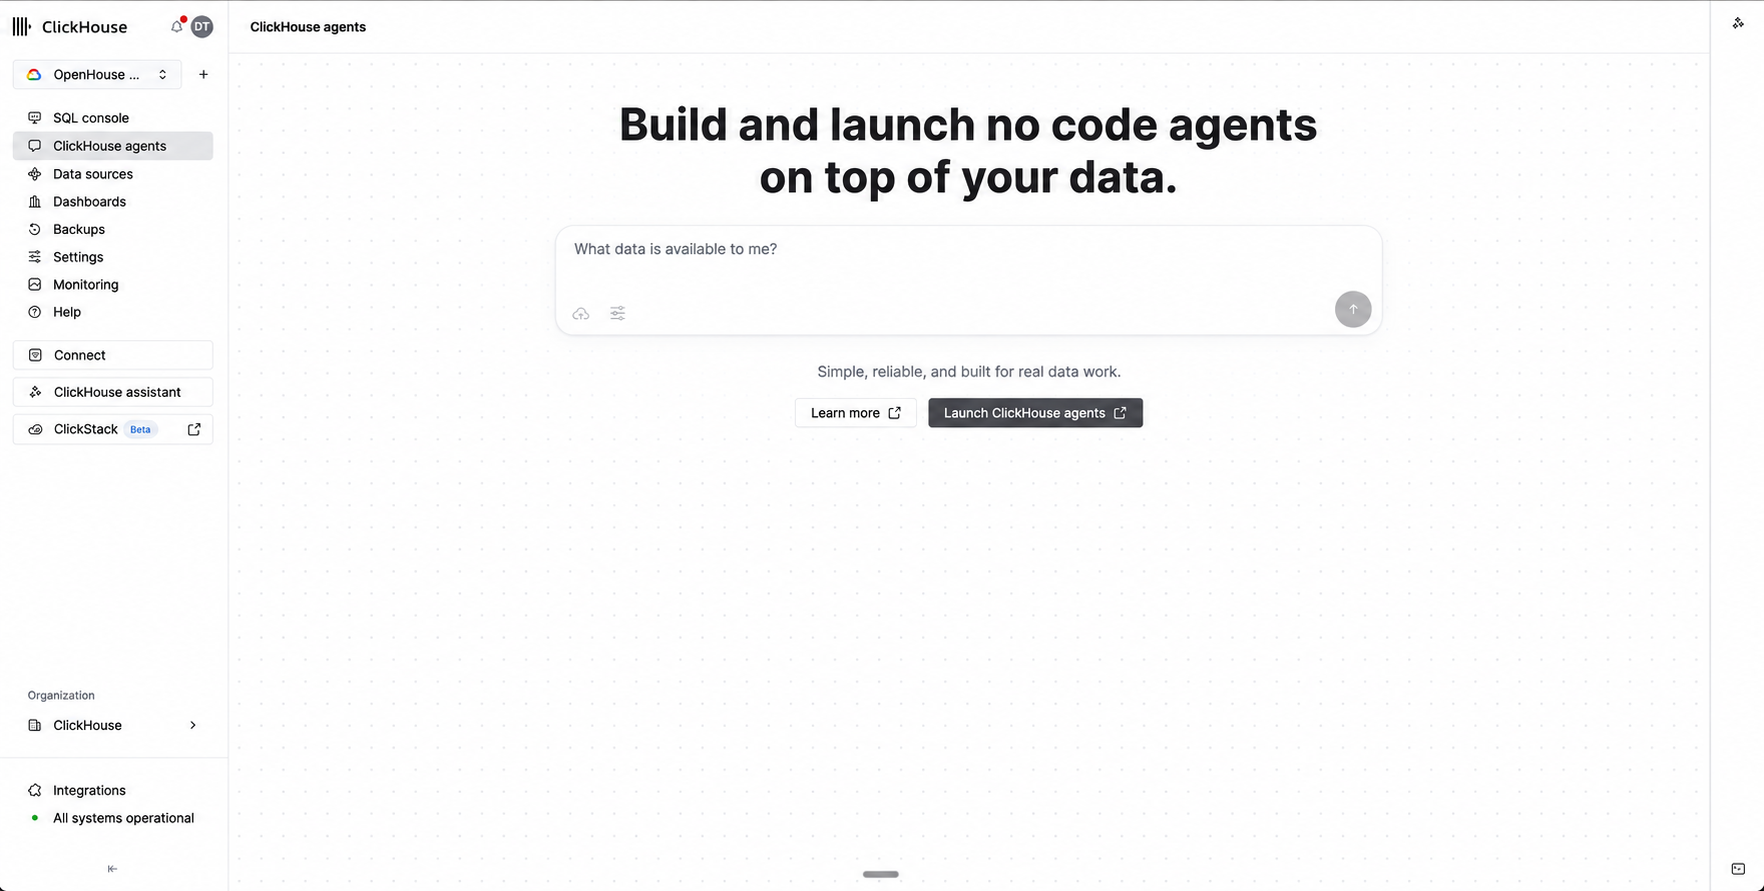 ClickHouse
DT
ClickHouse agents
OpenHouse ...
SQL console
ClickHouse agents
Data sources
Dashboards
Backups
Settings
Monitoring
Help
Connect
ClickHouse assistant
ClickStack Beta
Organization
ClickHouse
Integrations
All systems operational
Build and launch no code agents
on top of your data.
What data is available to me?
Simple, reliable, and built for real data work.
Learn more
Launch ClickHouse agents